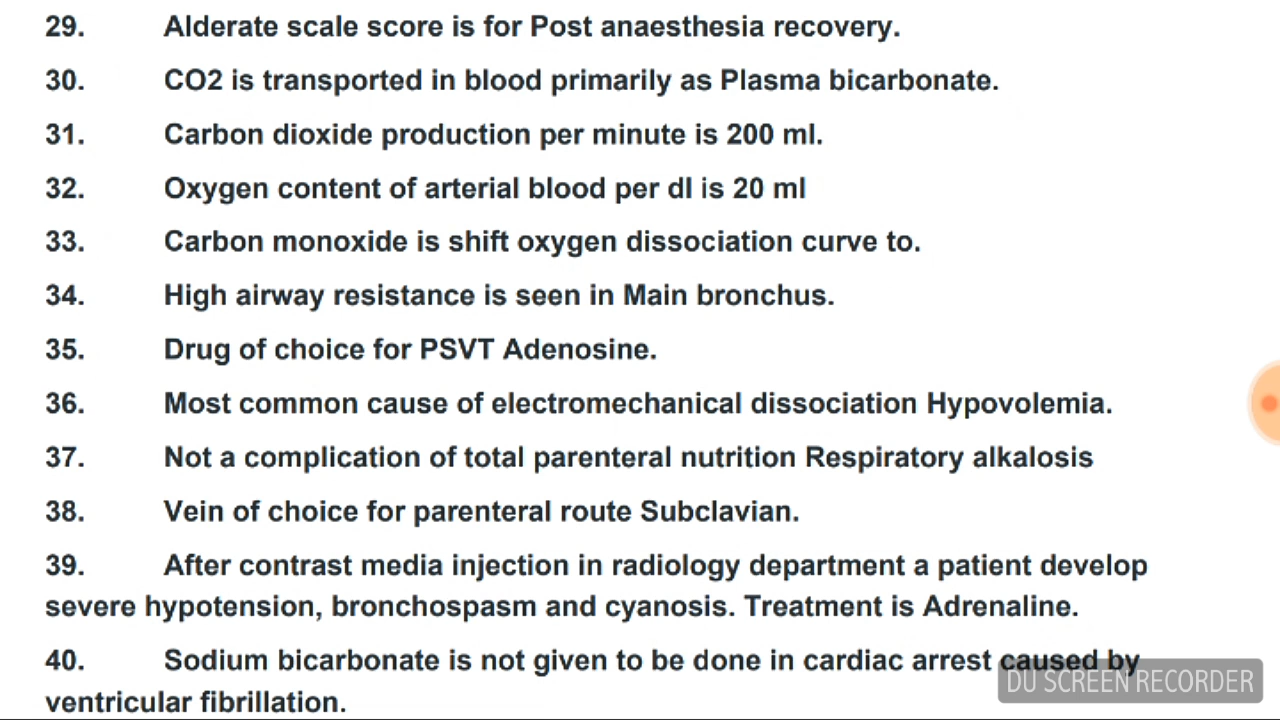 29. Alderate scale score is for Post anaesthesia recovery.
30. CO2 is transported in blood primarily as Plasma bicarbonate.
31. Carbon dioxide production per minute is 200 ml.
32. Oxygen content of arterial blood per dl is 20 ml
33. Carbon monoxide is shift oxygen dissociation curve to.
34. High airway resistance is seen in Main bronchus.
35. Drug of choice for PSVT Adenosine.
36. Most common cause of electromechanical dissociation Hypovolemia.
37. Not a complication of total parenteral nutrition Respiratory alkalosis
38. Vein of choice for parenteral route Subclavian.
39. After contrast media injection in radiology department a patient develop
severe hypotension, bronchospasm and cyanosis. Treatment is Adrenaline.
40. Sodium bicarbonate is not given to be done in cardiac arrest caused by
ventricular fibrillation.
DU SCREEN RECORDER